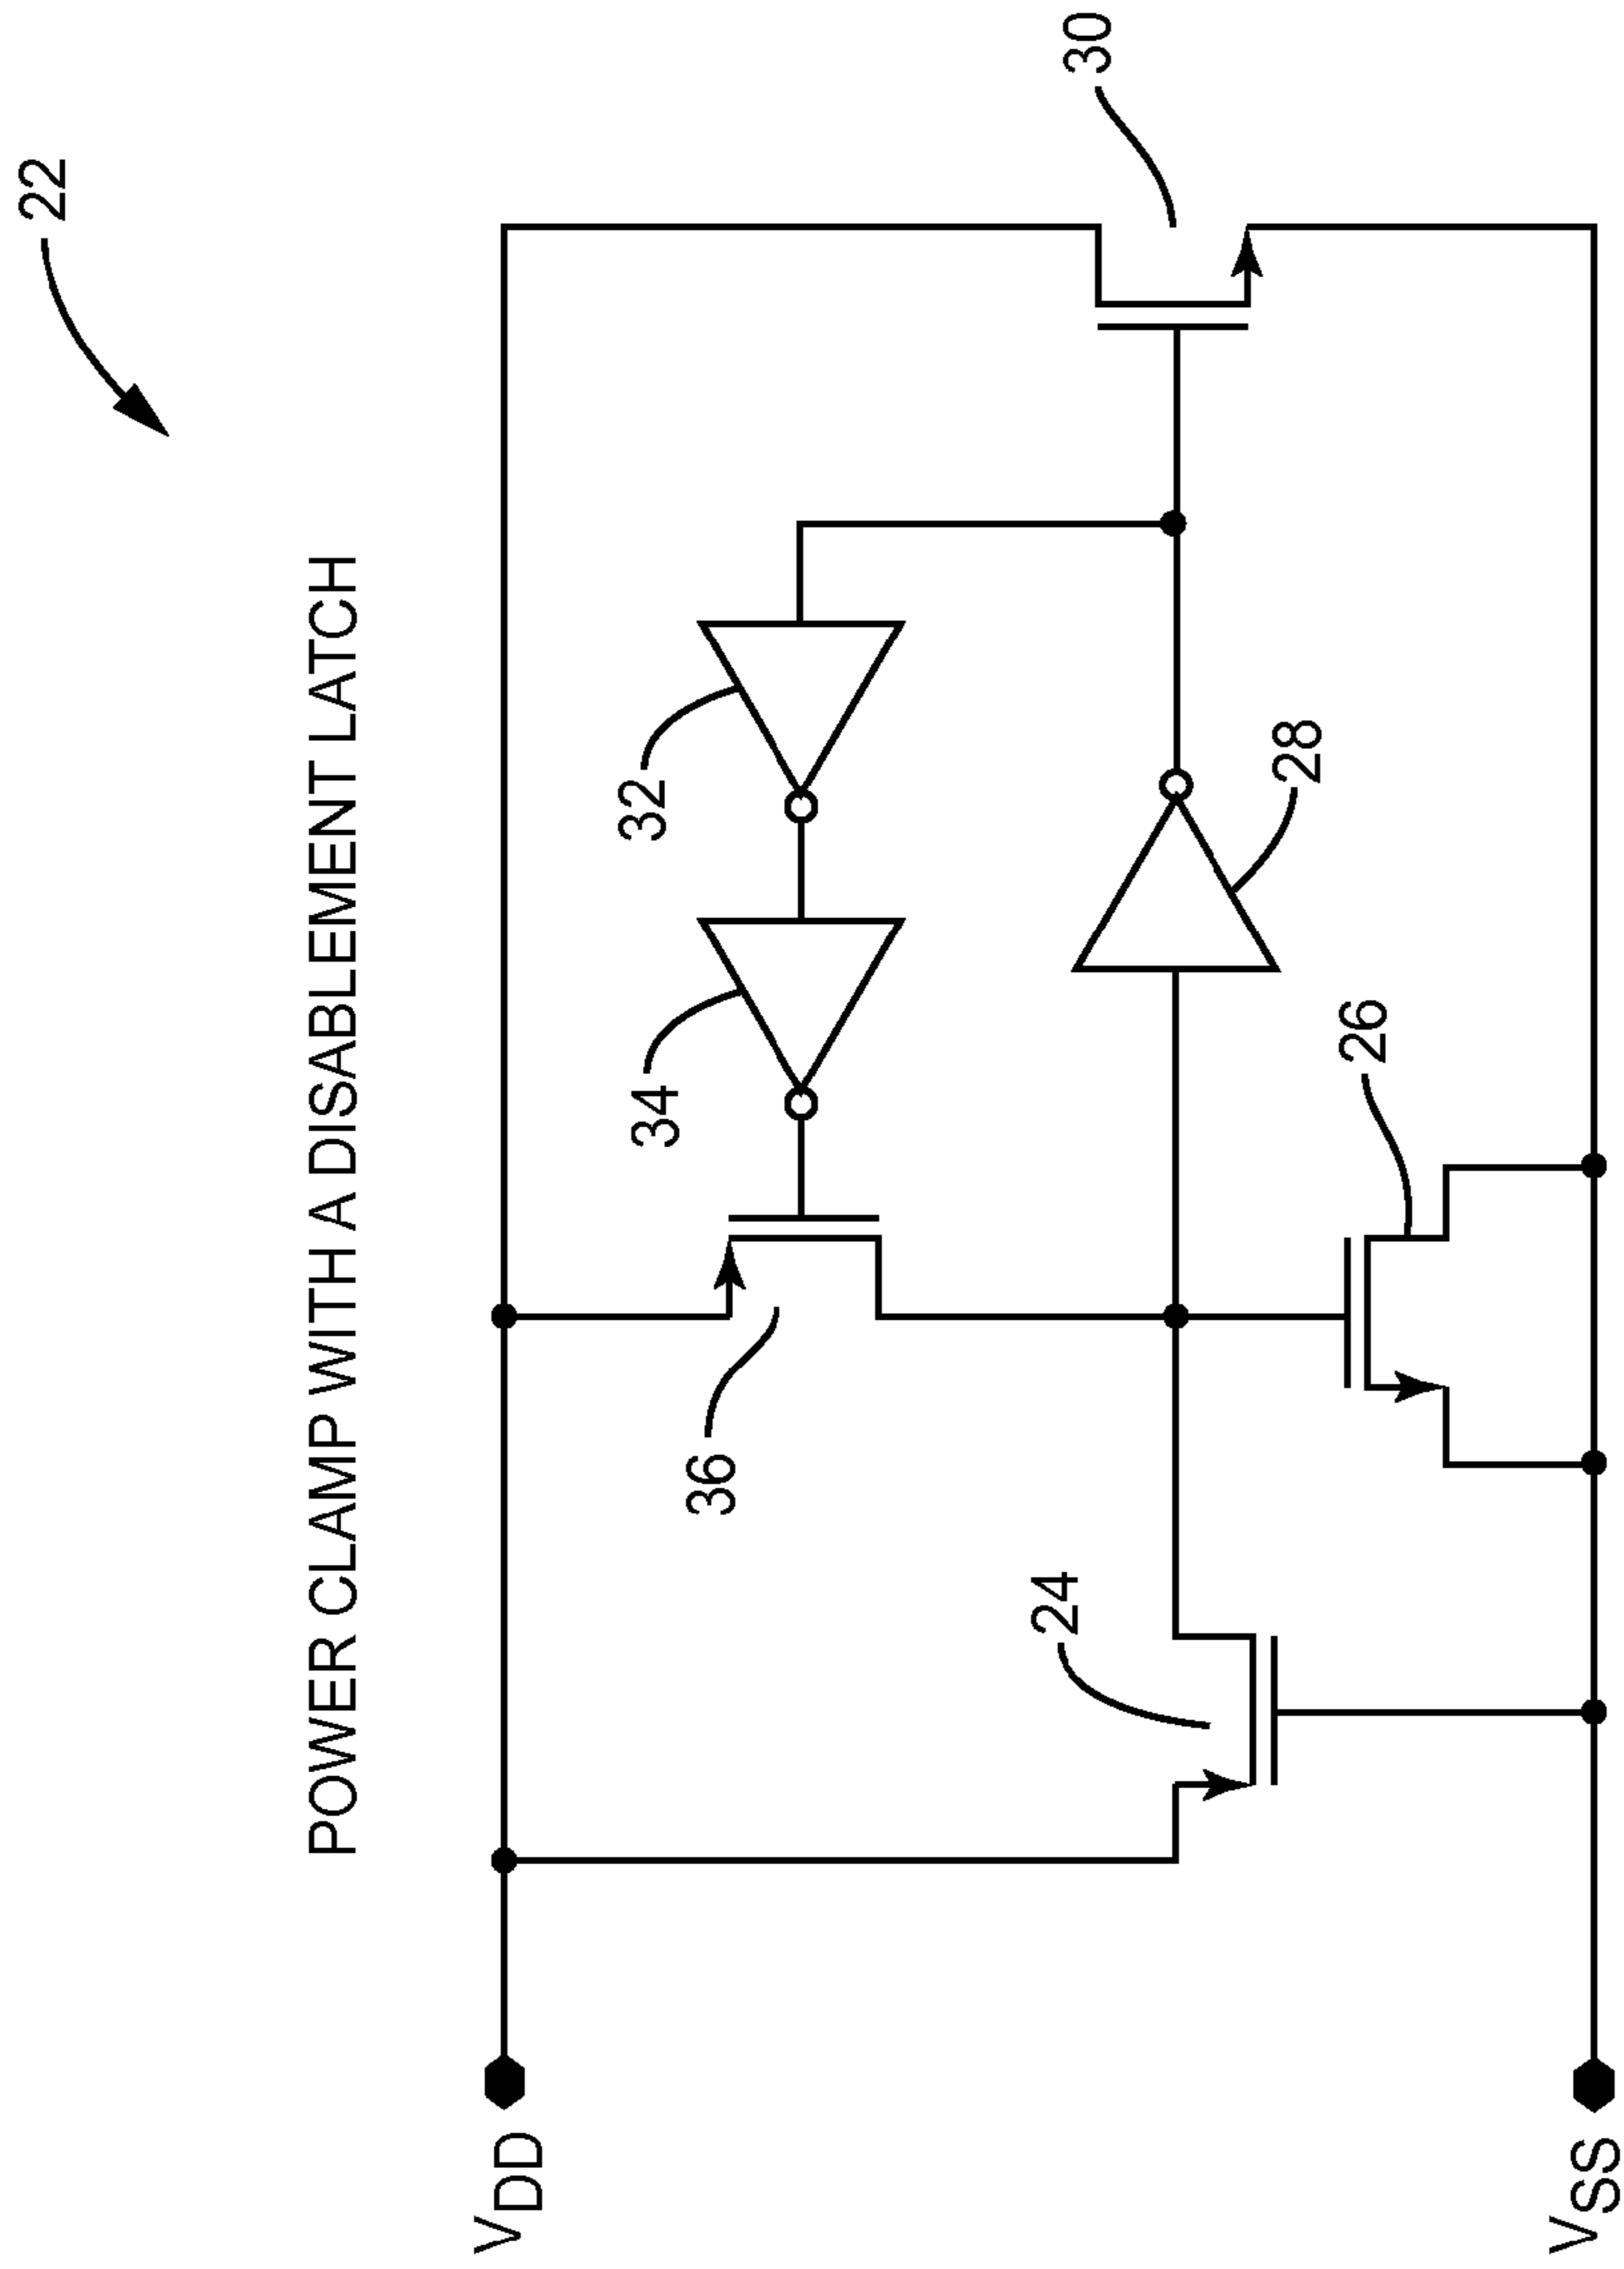 22
POWER CLAMP WITH A DISABLEMENT LATCH
VDD
36
34
32
30
24
26
28
VSS